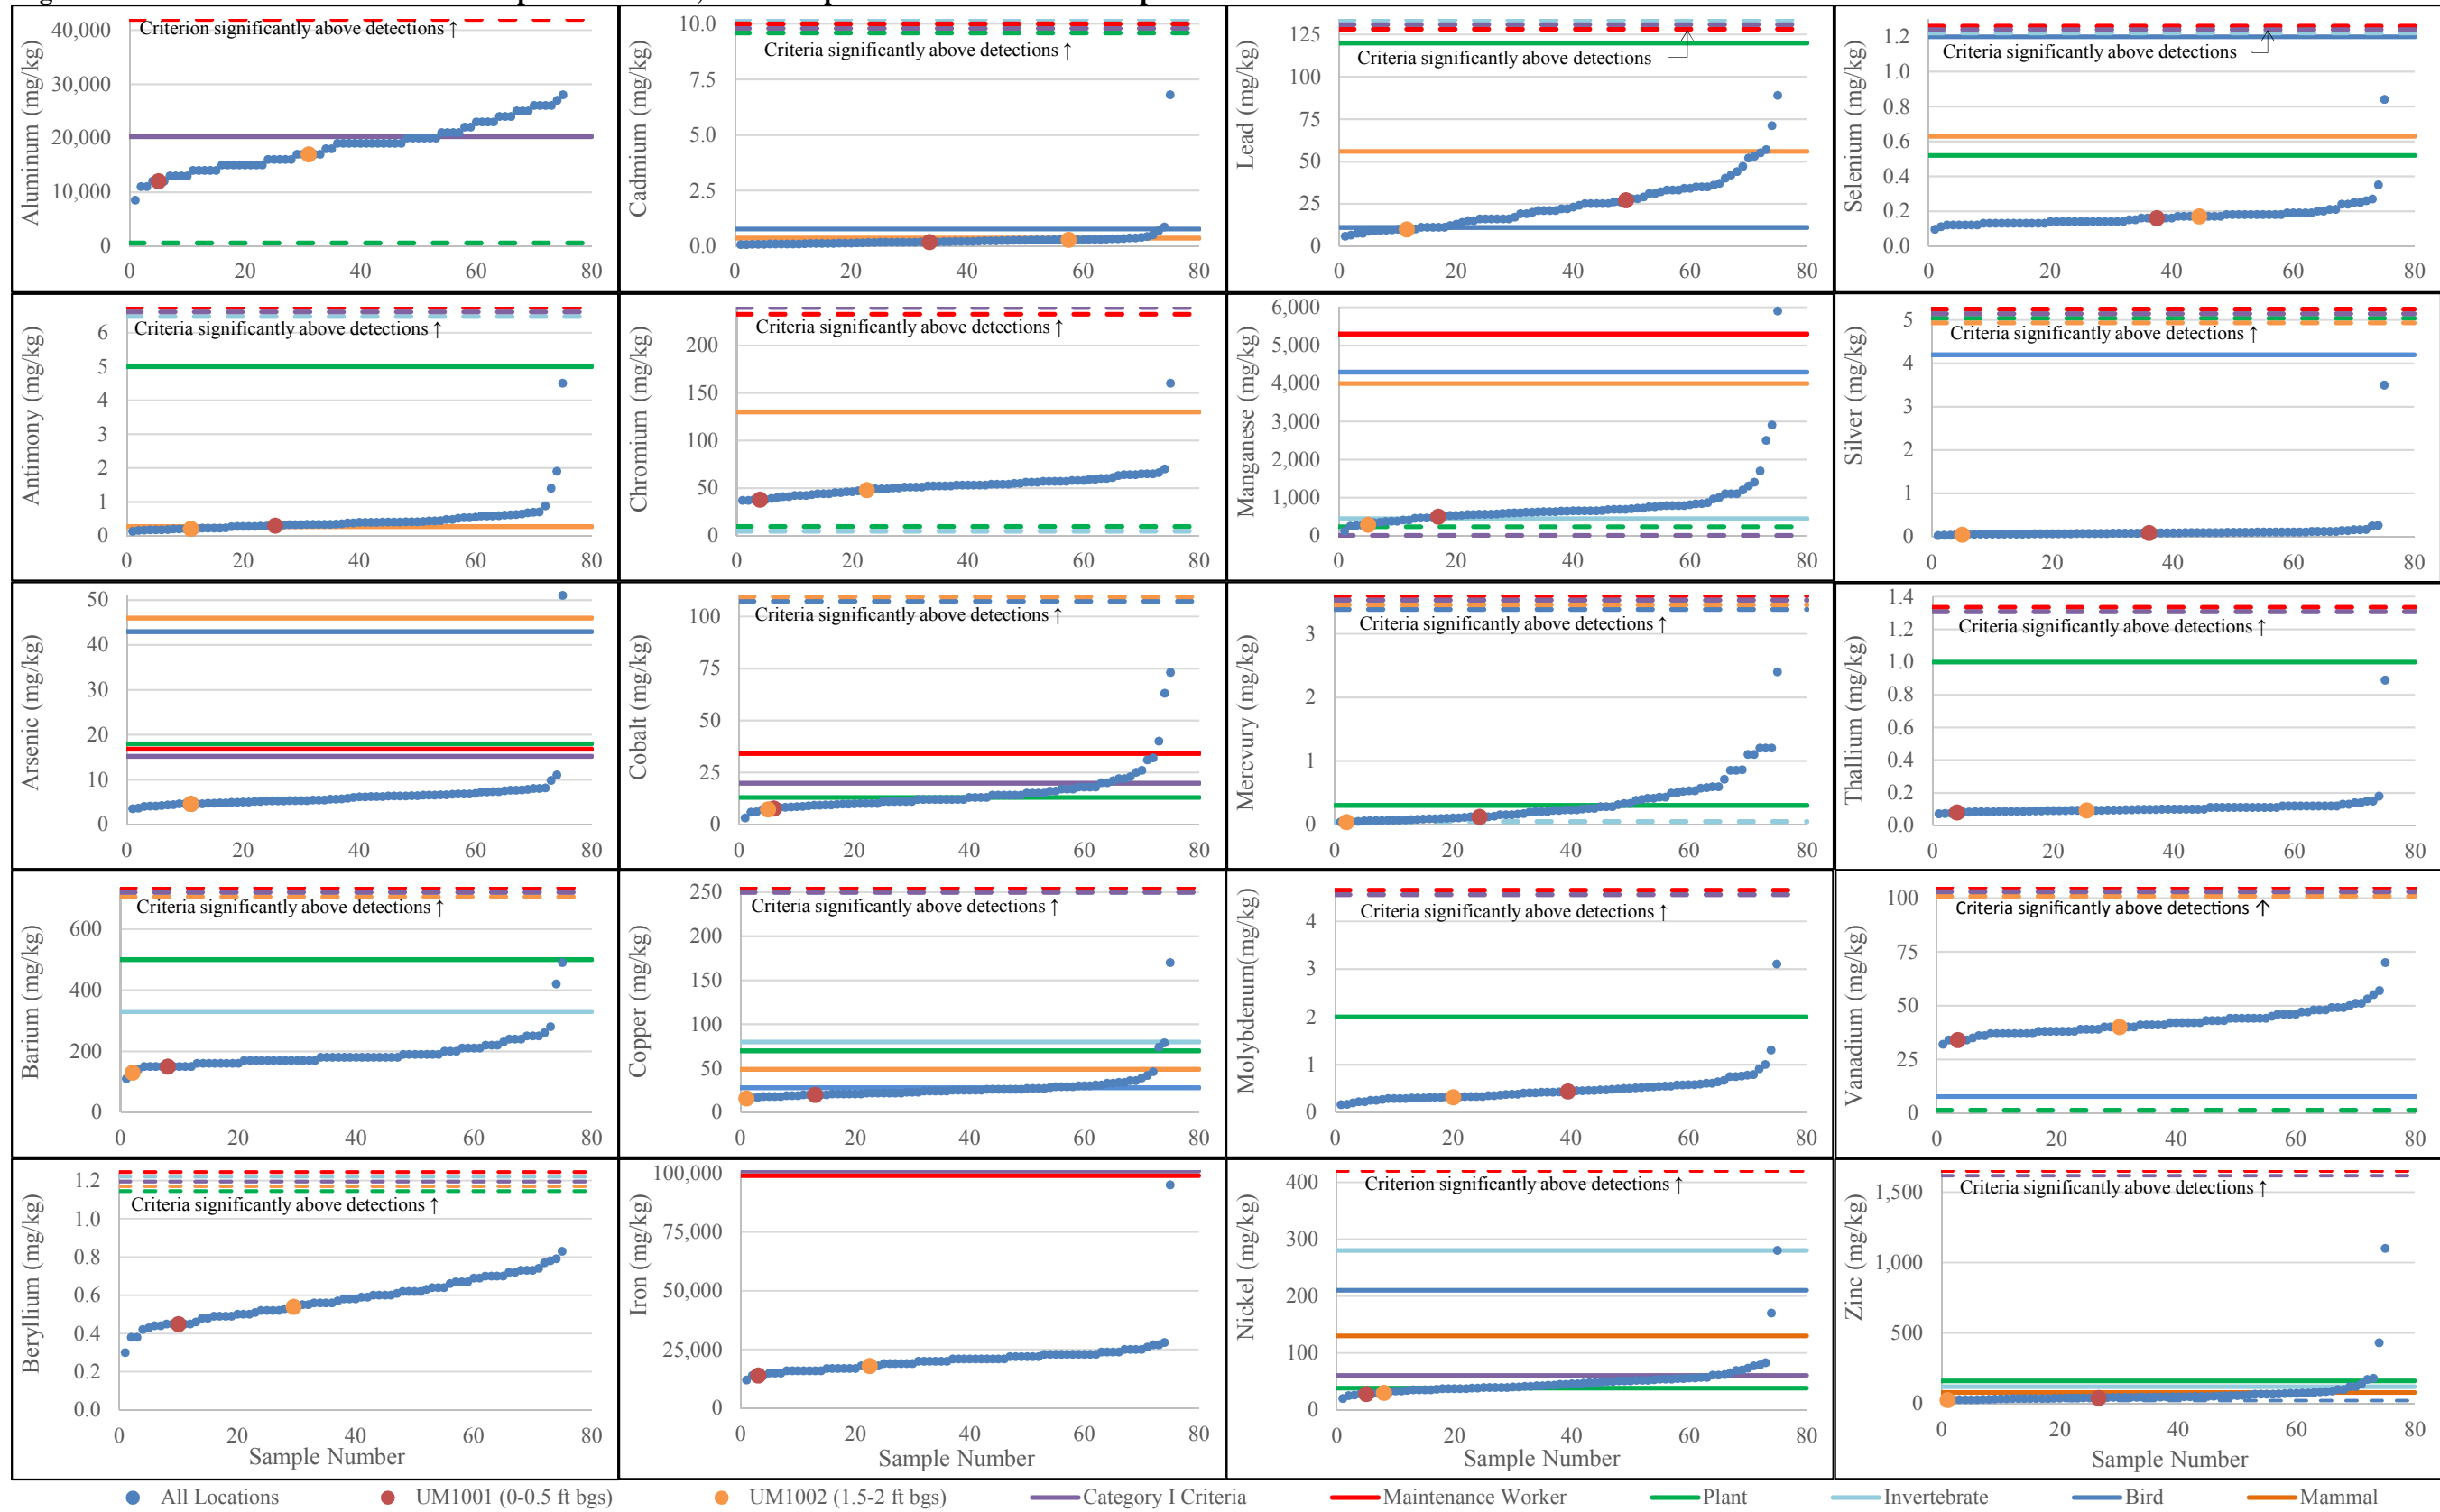 Aluminum (mg/kg)
Criterion significantly above detections ↑
40,000
30,000
20,000
10,000
0
0 20 40 60 80
Cadmium (mg/kg)
Criteria significantly above detections ↑
10.0
7.5
5.0
2.5
0.0
0 20 40 60 80
Lead (mg/kg)
Criteria significantly above detections
125
100
75
50
25
0
0 20 40 60 80
Selenium (mg/kg)
Criteria significantly above detections
1.2
1.0
0.8
0.6
0.4
0.2
0.0
0 20 40 60 80
Antimony (mg/kg)
Criteria significantly above detections ↑
6
5
4
3
2
1
0
0 20 40 60 80
Chromium (mg/kg)
Criteria significantly above detections ↑
200
150
100
50
0
0 20 40 60 80
Manganese (mg/kg)
6,000
5,000
4,000
3,000
2,000
1,000
0
0 20 40 60 80
Silver (mg/kg)
Criteria significantly above detections ↑
5
4
3
2
1
0
0 20 40 60 80
Arsenic (mg/kg)
50
40
30
20
10
0
0 20 40 60 80
Cobalt (mg/kg)
Criteria significantly above detections ↑
100
75
50
25
0
0 20 40 60 80
Mercvury (mg/kg)
Criteria significantly above detections ↑
3
2
1
0
0 20 40 60 80
Thallium (mg/kg)
Criteria significantly above detections ↑
1.4
1.2
1.0
0.8
0.6
0.4
0.2
0.0
0 20 40 60 80
Barium (mg/kg)
Criteria significantly above detections ↑
600
400
200
0
0 20 40 60 80
Copper (mg/kg)
Criteria significantly above detections ↑
250
200
150
100
50
0
0 20 40 60 80
Molybdenum(mg/kg)
Criteria significantly above detections ↑
4
3
2
1
0
0 20 40 60 80
Vanadium (mg/kg)
Criteria significantly above detections ↑
100
75
50
25
0
0 20 40 60 80
Beryllium (mg/kg)
Criteria significantly above detections ↑
1.2
1.0
0.8
0.6
0.4
0.2
0.0
0 20 40 60 80
Sample Number
Iron (mg/kg)
100,000
75,000
50,000
25,000
0
0 20 40 60 80
Sample Number
Nickel (mg/kg)
Criterion significantly above detections ↑
400
300
200
100
0
0 20 40 60 80
Sample Number
Zinc (mg/kg)
Criteria significantly above detections ↑
1,500
1,000
500
0
0 20 40 60 80
Sample Number
All Locations UM1001 (0-0.5 ft bgs) UM1002 (1.5-2 ft bgs) Category I Criteria Maintenance Worker Plant Invertebrate Bird Mammal